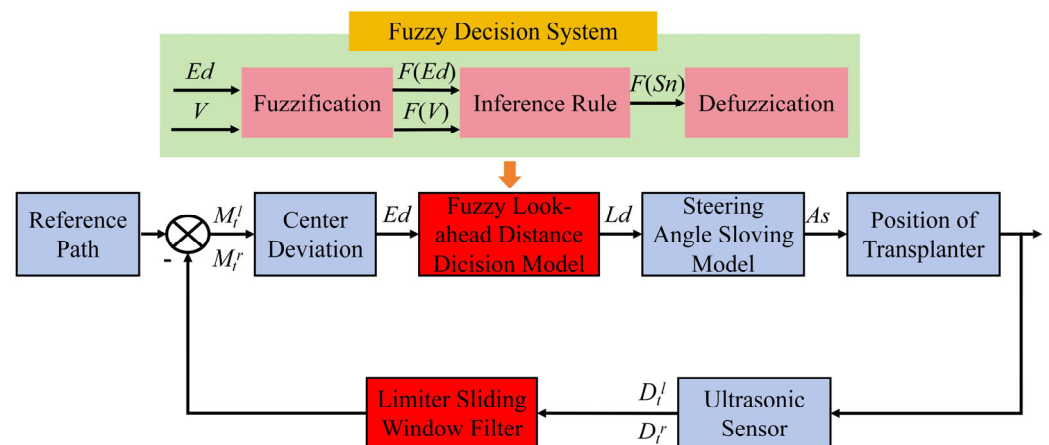 Fuzzy Decision System
Ed
V
Fuzzification
F(Ed)
F(V)
Inference Rule
F(Sn)
Defuzzication
Reference
Path
-
M_t^l
M_t^r
Center
Deviation
Ed
Fuzzy Look-
ahead Distance
Dicision Model
Ld
Steering
Angle Sloving
Model
As
Position of
Transplanter
Limiter Sliding
Window Filter
D_t^l
D_t^r
Ultrasonic
Sensor